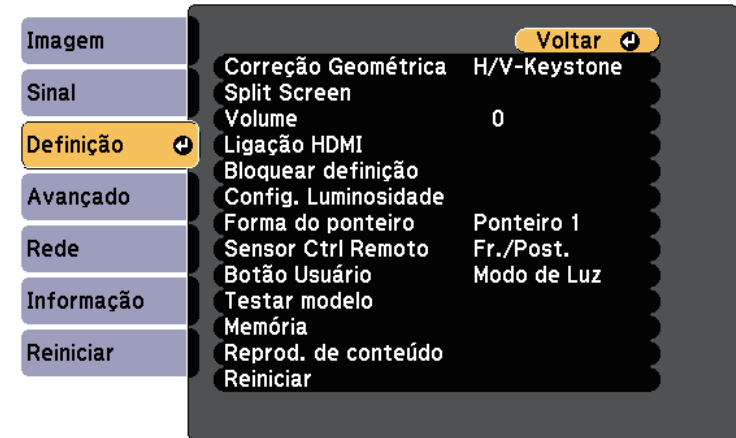 Imagem
Sinal
Definição
Avançado
Rede
Informação
Reiniciar
Voltar
Correção Geométrica H/V-Keystone
Split Screen
Volume 0
Ligação HDMI
Bloquear definição
Config. Luminosidade
Forma do ponteiro Ponteiro 1
Sensor Ctrl Remoto Fr./Post.
Botão Usuário Modo de Luz
Testar modelo
Memória
Reprod. de conteúdo
Reiniciar